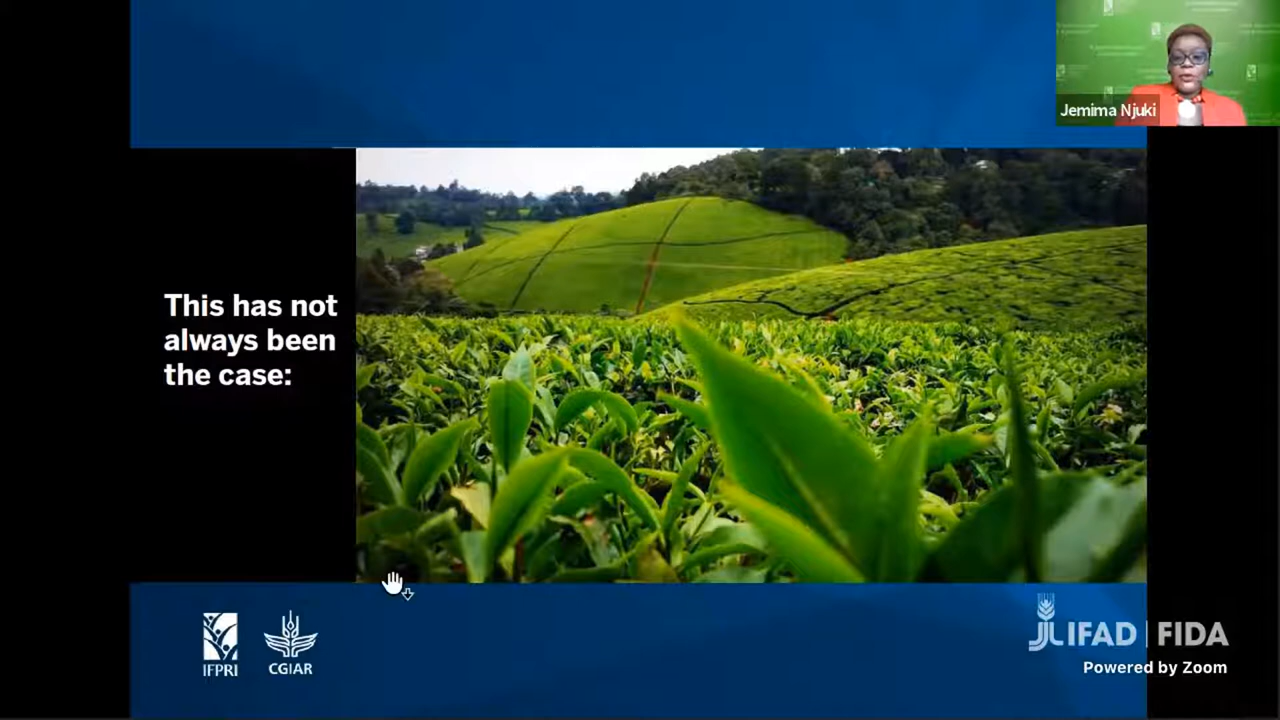 Jemima Njuki
This has not
always been
the case:
IFPRI
CGIAR
IFAD | FIDA
Powered by Zoom